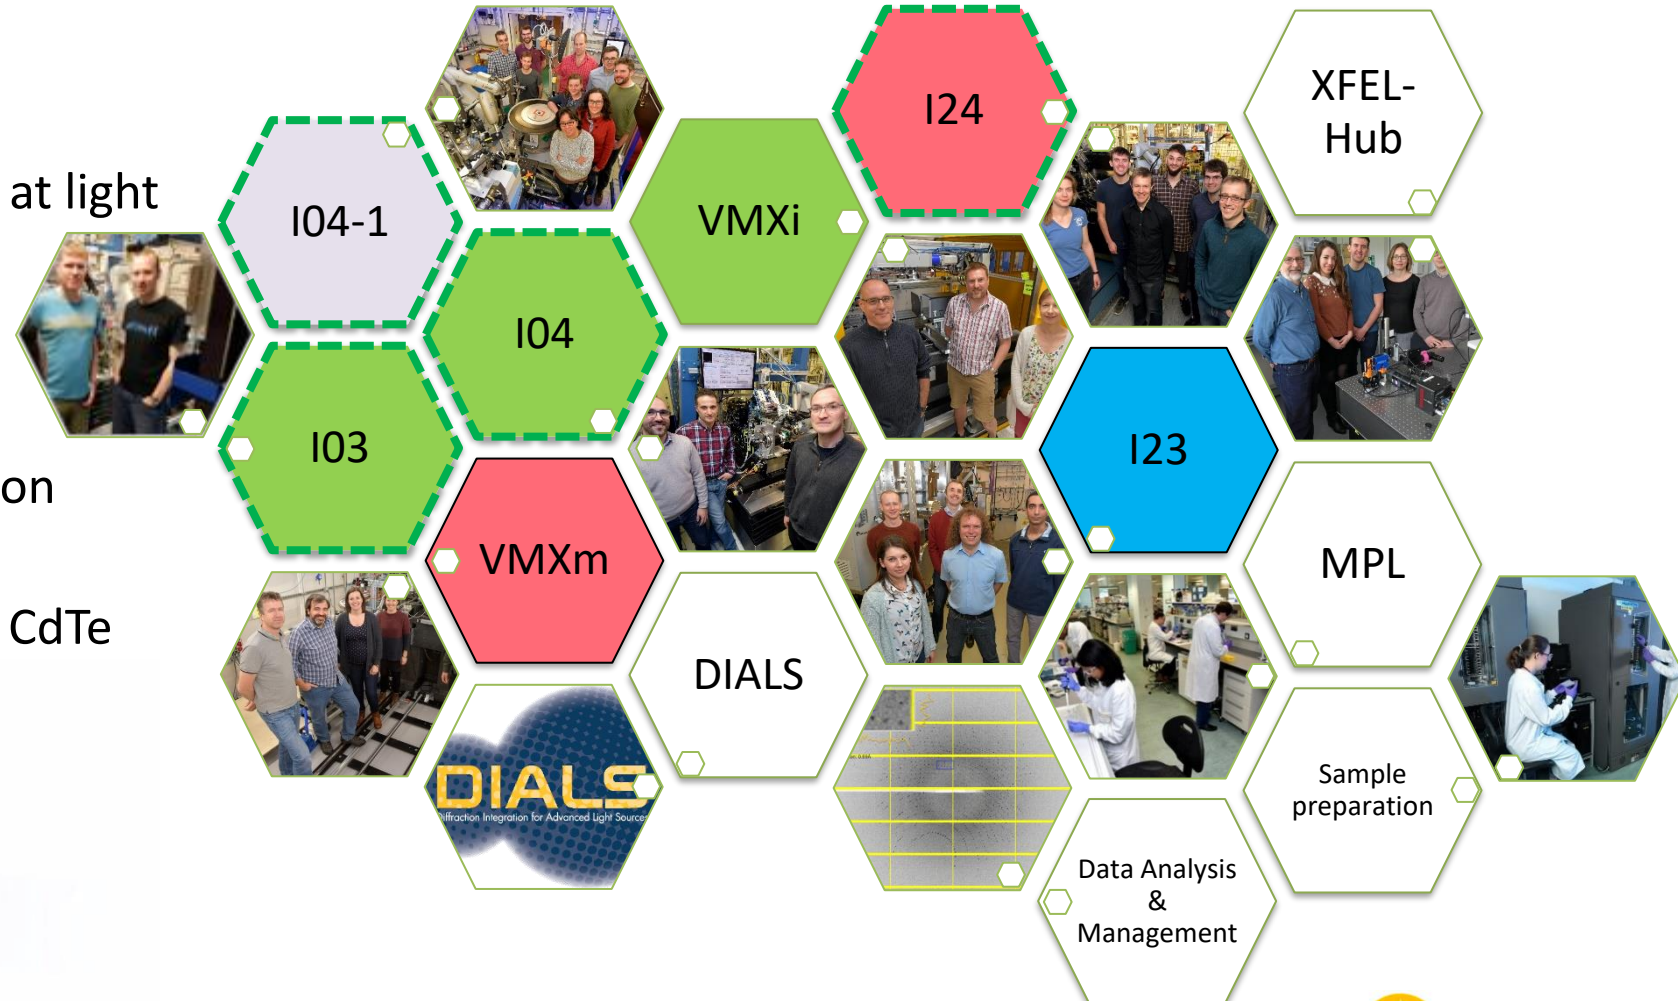 at light
on
CdTe
I04-1
I03
I04
VMXm
VMXi
DIALS
DIALS
Diffraction Integration for Advanced Light Sources
I24
I23
XFEL-
Hub
MPL
Sample
preparation
Data Analysis
&
Management